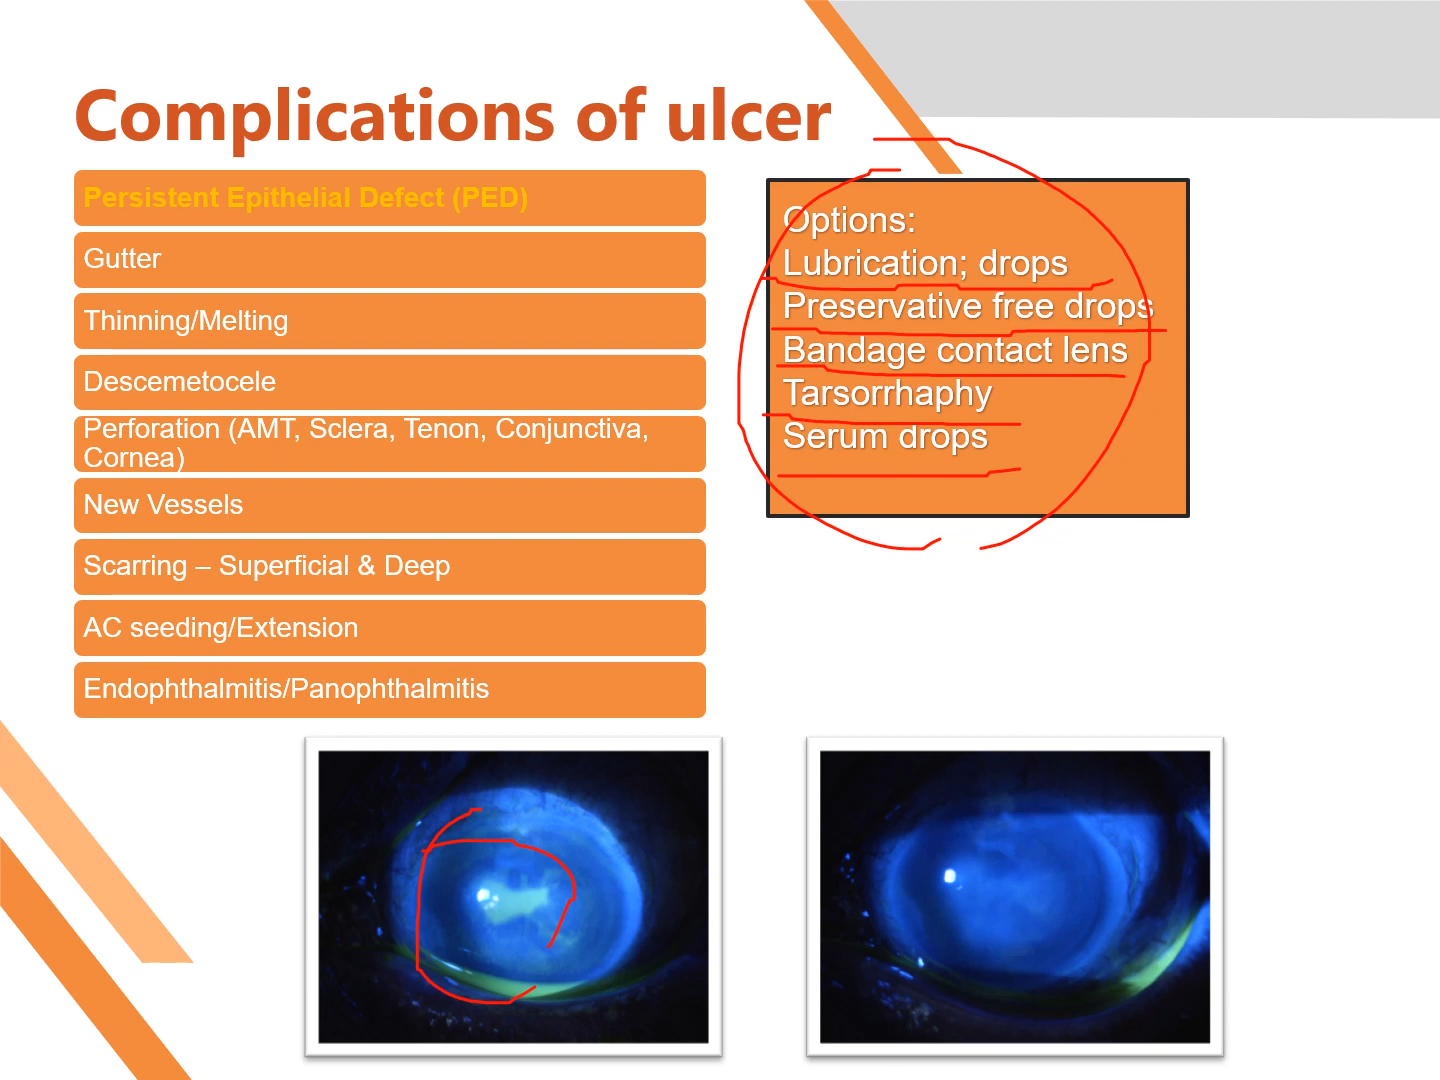 Complications of ulcer
Persistent Epithelial Defect (PED)
Gutter
Thinning/Melting
Descemetocele
Perforation (AMT, Sclera, Tenon, Conjunctiva,
Cornea)
New Vessels
Scarring – Superficial & Deep
AC seeding/Extension
Endophthalmitis/Panophthalmitis
Options:
Lubrication; drops
Preservative free drops
Bandage contact lens
Tarsorrhaphy
Serum drops